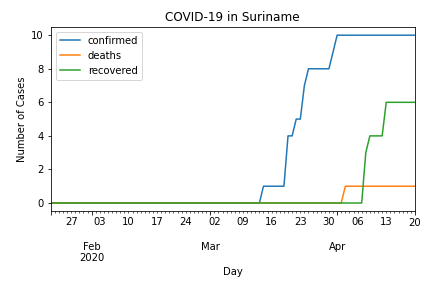 COVID-19 in Suriname
confirmed
deaths
recovered
Number of Cases
10
8
6
4
2
0
27 03 10 17 24 02 09 16 23 30 06 13 20
Feb Mar Apr
2020
Day